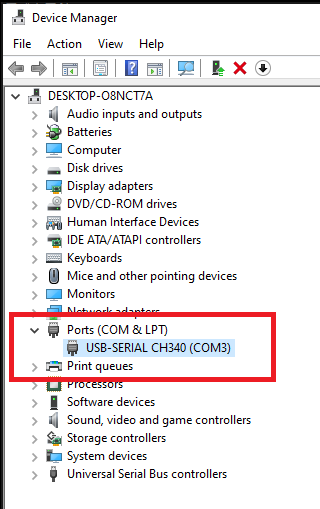 Device Manager
File Action View Help
DESKTOP-O8NCT7A
Audio inputs and outputs
Batteries
Computer
Disk drives
Display adapters
DVD/CD-ROM drives
Human Interface Devices
IDE ATA/ATAPI controllers
Keyboards
Mice and other pointing devices
Monitors
Network adapters
Ports (COM & LPT)
USB-SERIAL CH340 (COM3)
Print queues
Processors
Software devices
Sound, video and game controllers
Storage controllers
System devices
Universal Serial Bus controllers